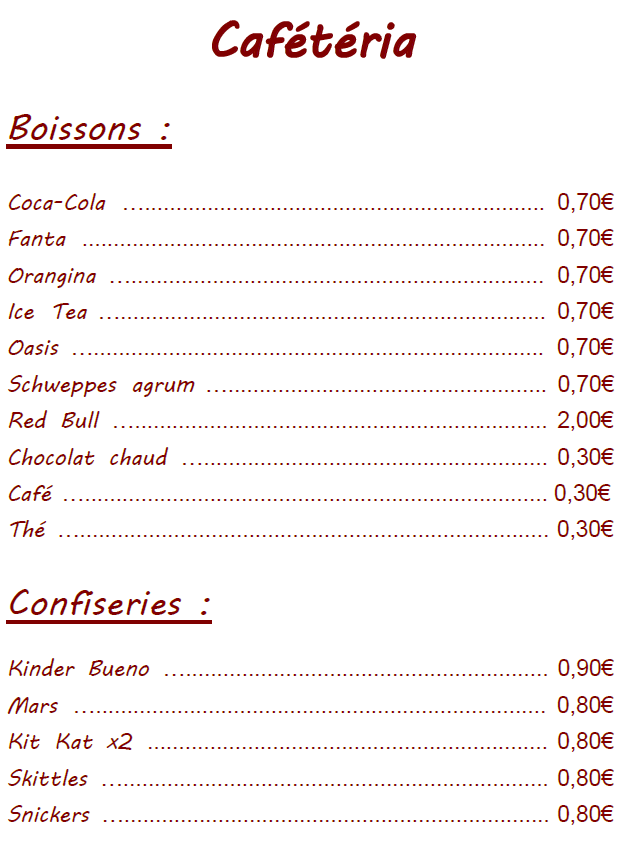 Cafétéria
Boissons :
Coca-Cola ................................................................ 0,70€
Fanta ................................................................ 0,70€
Orangina ................................................................ 0,70€
Ice Tea ................................................................ 0,70€
Oasis ................................................................ 0,70€
Schweppes agrum ................................................................ 0,70€
Red Bull ................................................................ 2,00€
Chocolat chaud ................................................................ 0,30€
Café ................................................................ 0,30€
Thé ................................................................ 0,30€
Confiseries :
Kinder Bueno ................................................................ 0,90€
Mars ................................................................ 0,80€
Kit Kat x2 ................................................................ 0,80€
Skittles ................................................................ 0,80€
Snickers ................................................................ 0,80€